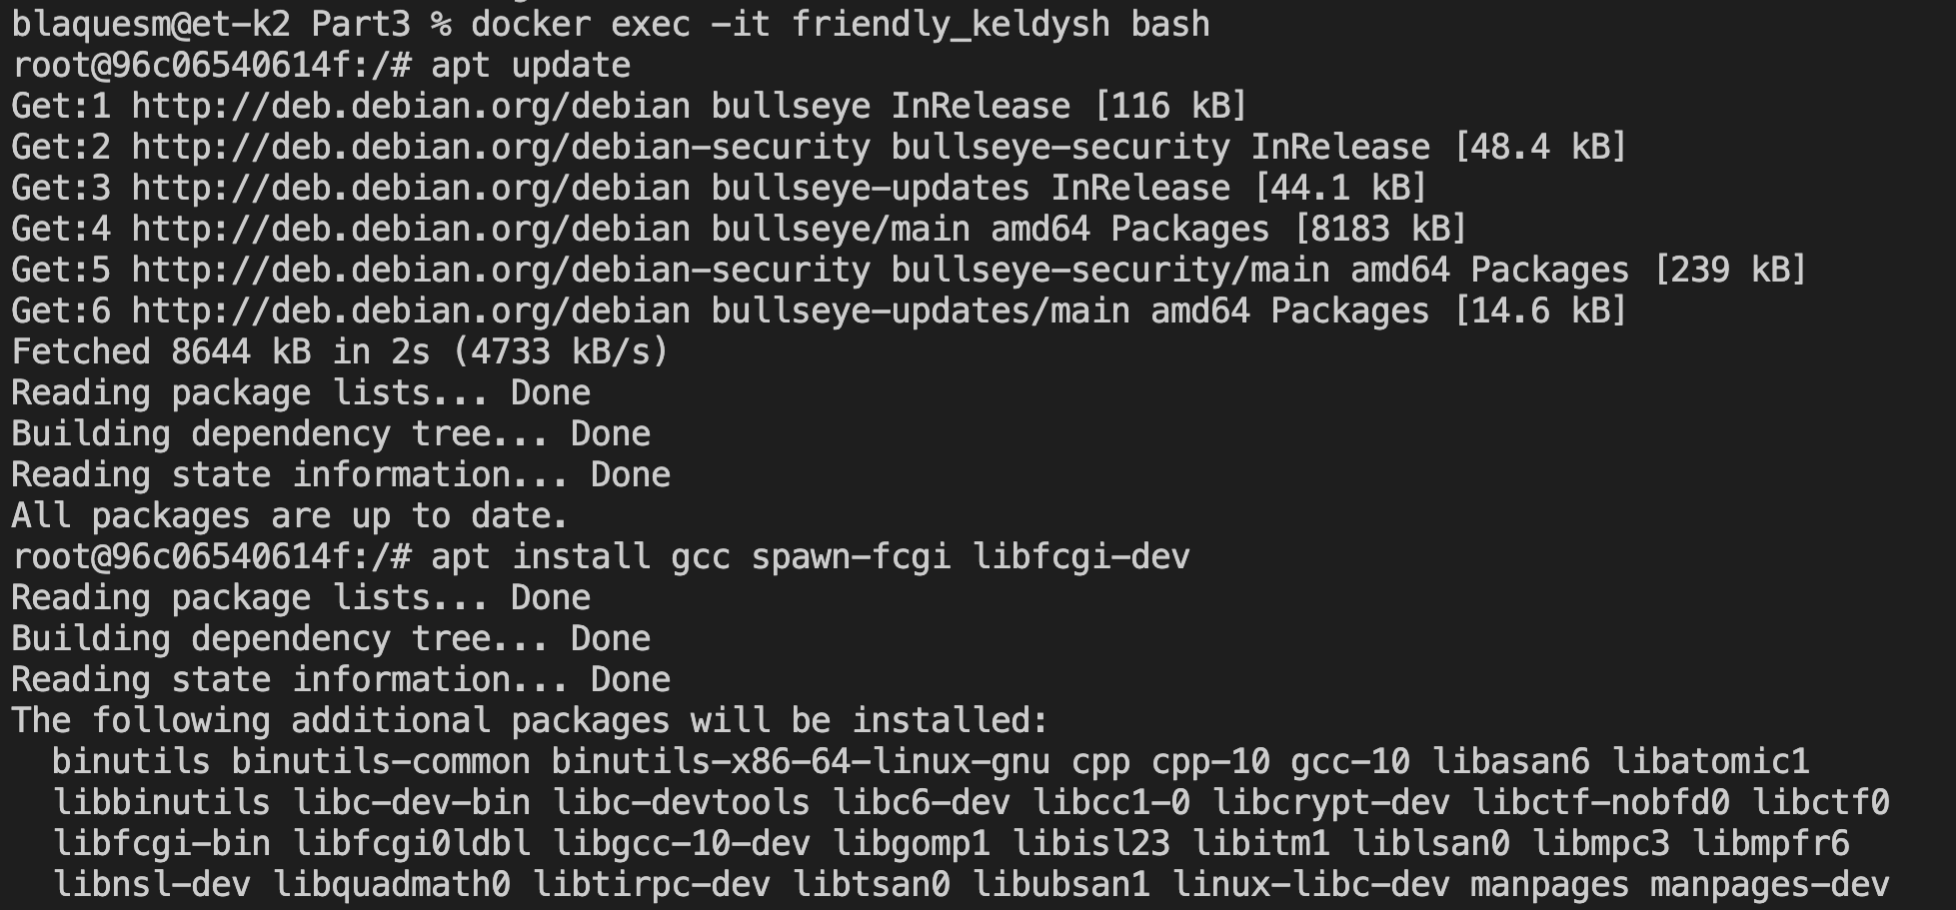 blaquesm@et-k2 Part3 % docker exec -it friendly_keldysh bash
root@96c06540614f:/# apt update
Get:1 http://deb.debian.org/debian bullseye InRelease [116 kB]
Get:2 http://deb.debian.org/debian-security bullseye-security InRelease [48.4 kB]
Get:3 http://deb.debian.org/debian bullseye-updates InRelease [44.1 kB]
Get:4 http://deb.debian.org/debian bullseye/main amd64 Packages [8183 kB]
Get:5 http://deb.debian.org/debian-security bullseye-security/main amd64 Packages [239 kB]
Get:6 http://deb.debian.org/debian bullseye-updates/main amd64 Packages [14.6 kB]
Fetched 8644 kB in 2s (4733 kB/s)
Reading package lists... Done
Building dependency tree... Done
Reading state information... Done
All packages are up to date.
root@96c06540614f:/# apt install gcc spawn-fcgi libfcgi-dev
Reading package lists... Done
Building dependency tree... Done
Reading state information... Done
The following additional packages will be installed:
  binutils binutils-common binutils-x86-64-linux-gnu cpp cpp-10 gcc-10 libasan6 libatomic1
  libbinutils libc-dev-bin libc-devtools libc6-dev libcc1-0 libcrypt-dev libctf-nobfd0 libctf0
  libfcgi-bin libfcgi0ldbl libgcc-10-dev libgomp1 libisl23 libitm1 liblsan0 libmpc3 libmpfr6
  libnsl-dev libquadmath0 libtirpc-dev libtsan0 libubsan1 linux-libc-dev manpages manpages-dev